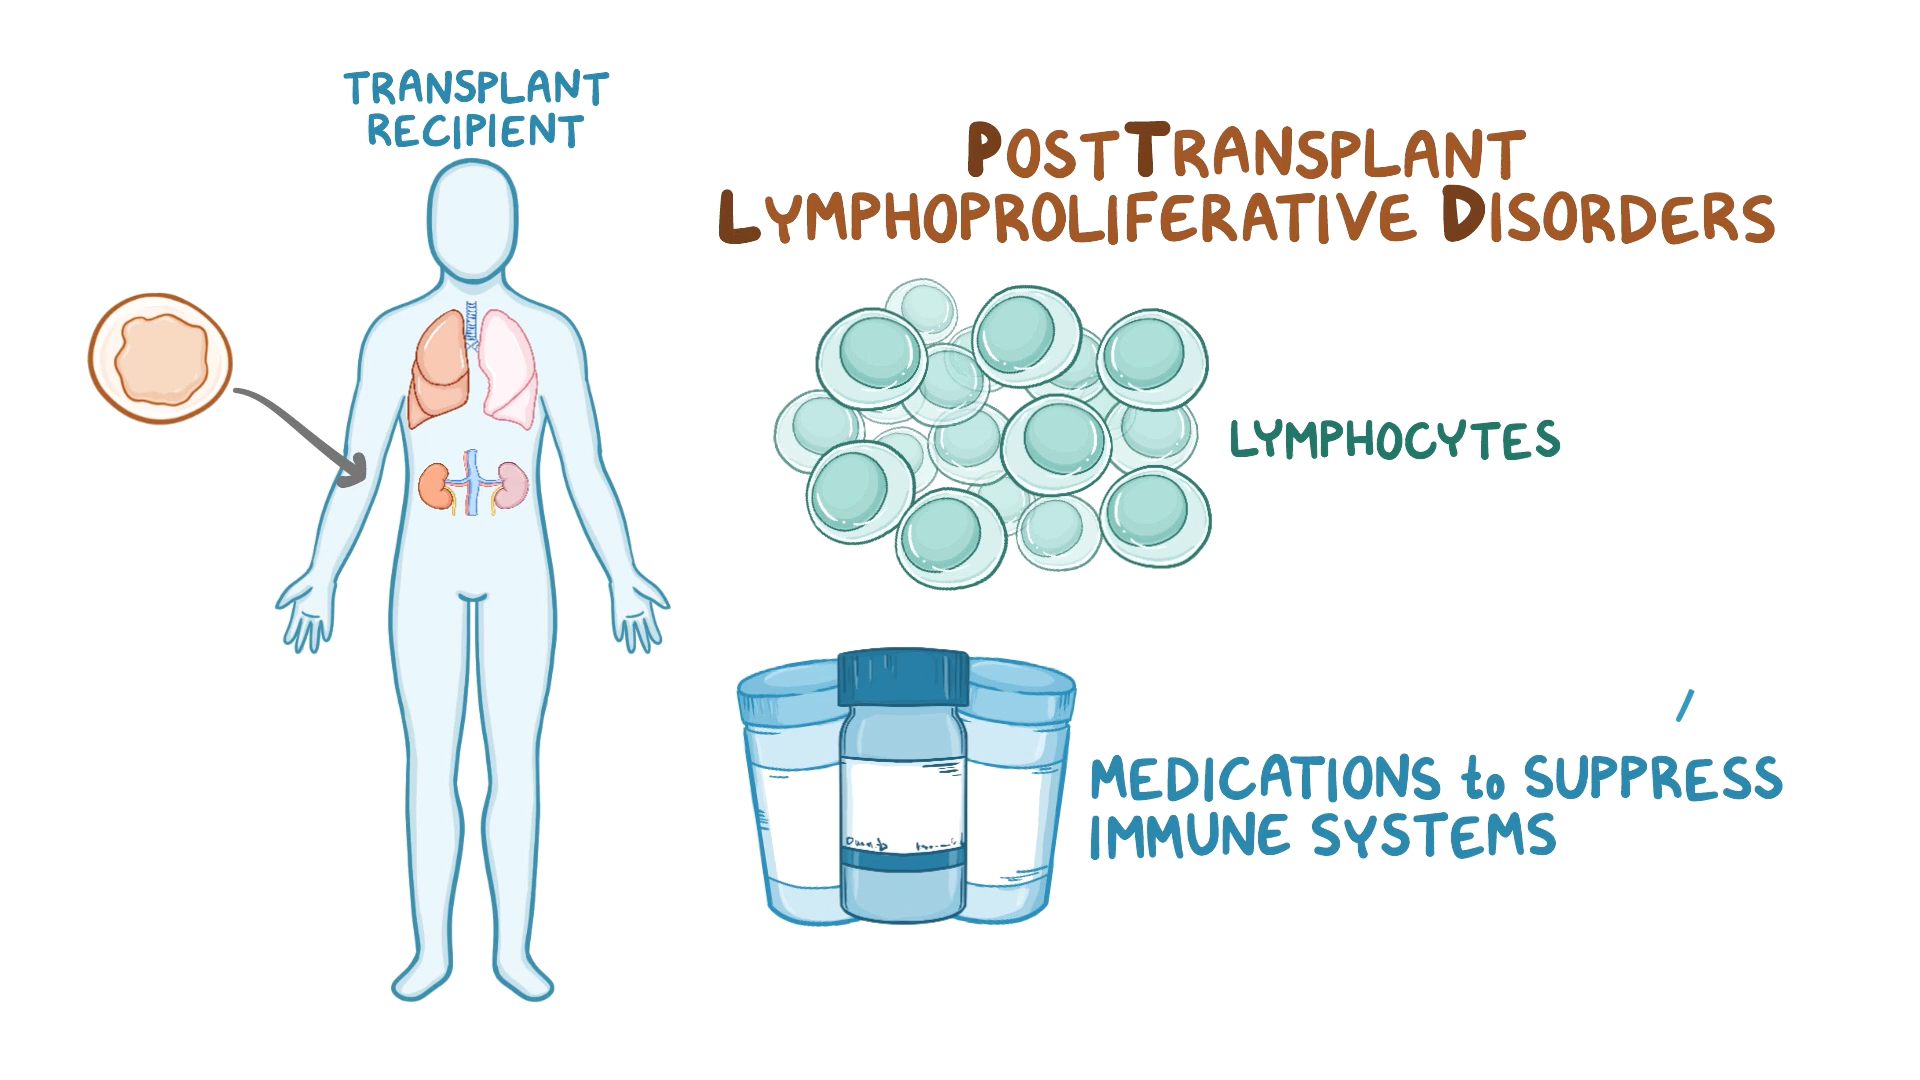 TRANSPLANT
RECIPIENT
POSTTRANSPLANT
LYMPHOPROLIFERATIVE DISORDERS
LYMPHOCYTES
MEDICATIONS to SUPPRESS
IMMUNE SYSTEMS